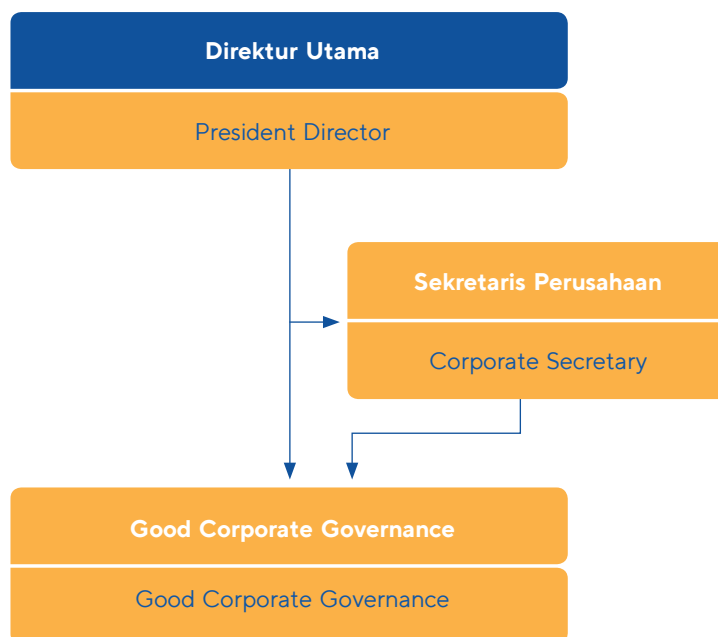 Direktur Utama
President Director
Sekretaris Perusahaan
Corporate Secretary
Good Corporate Governance
Good Corporate Governance